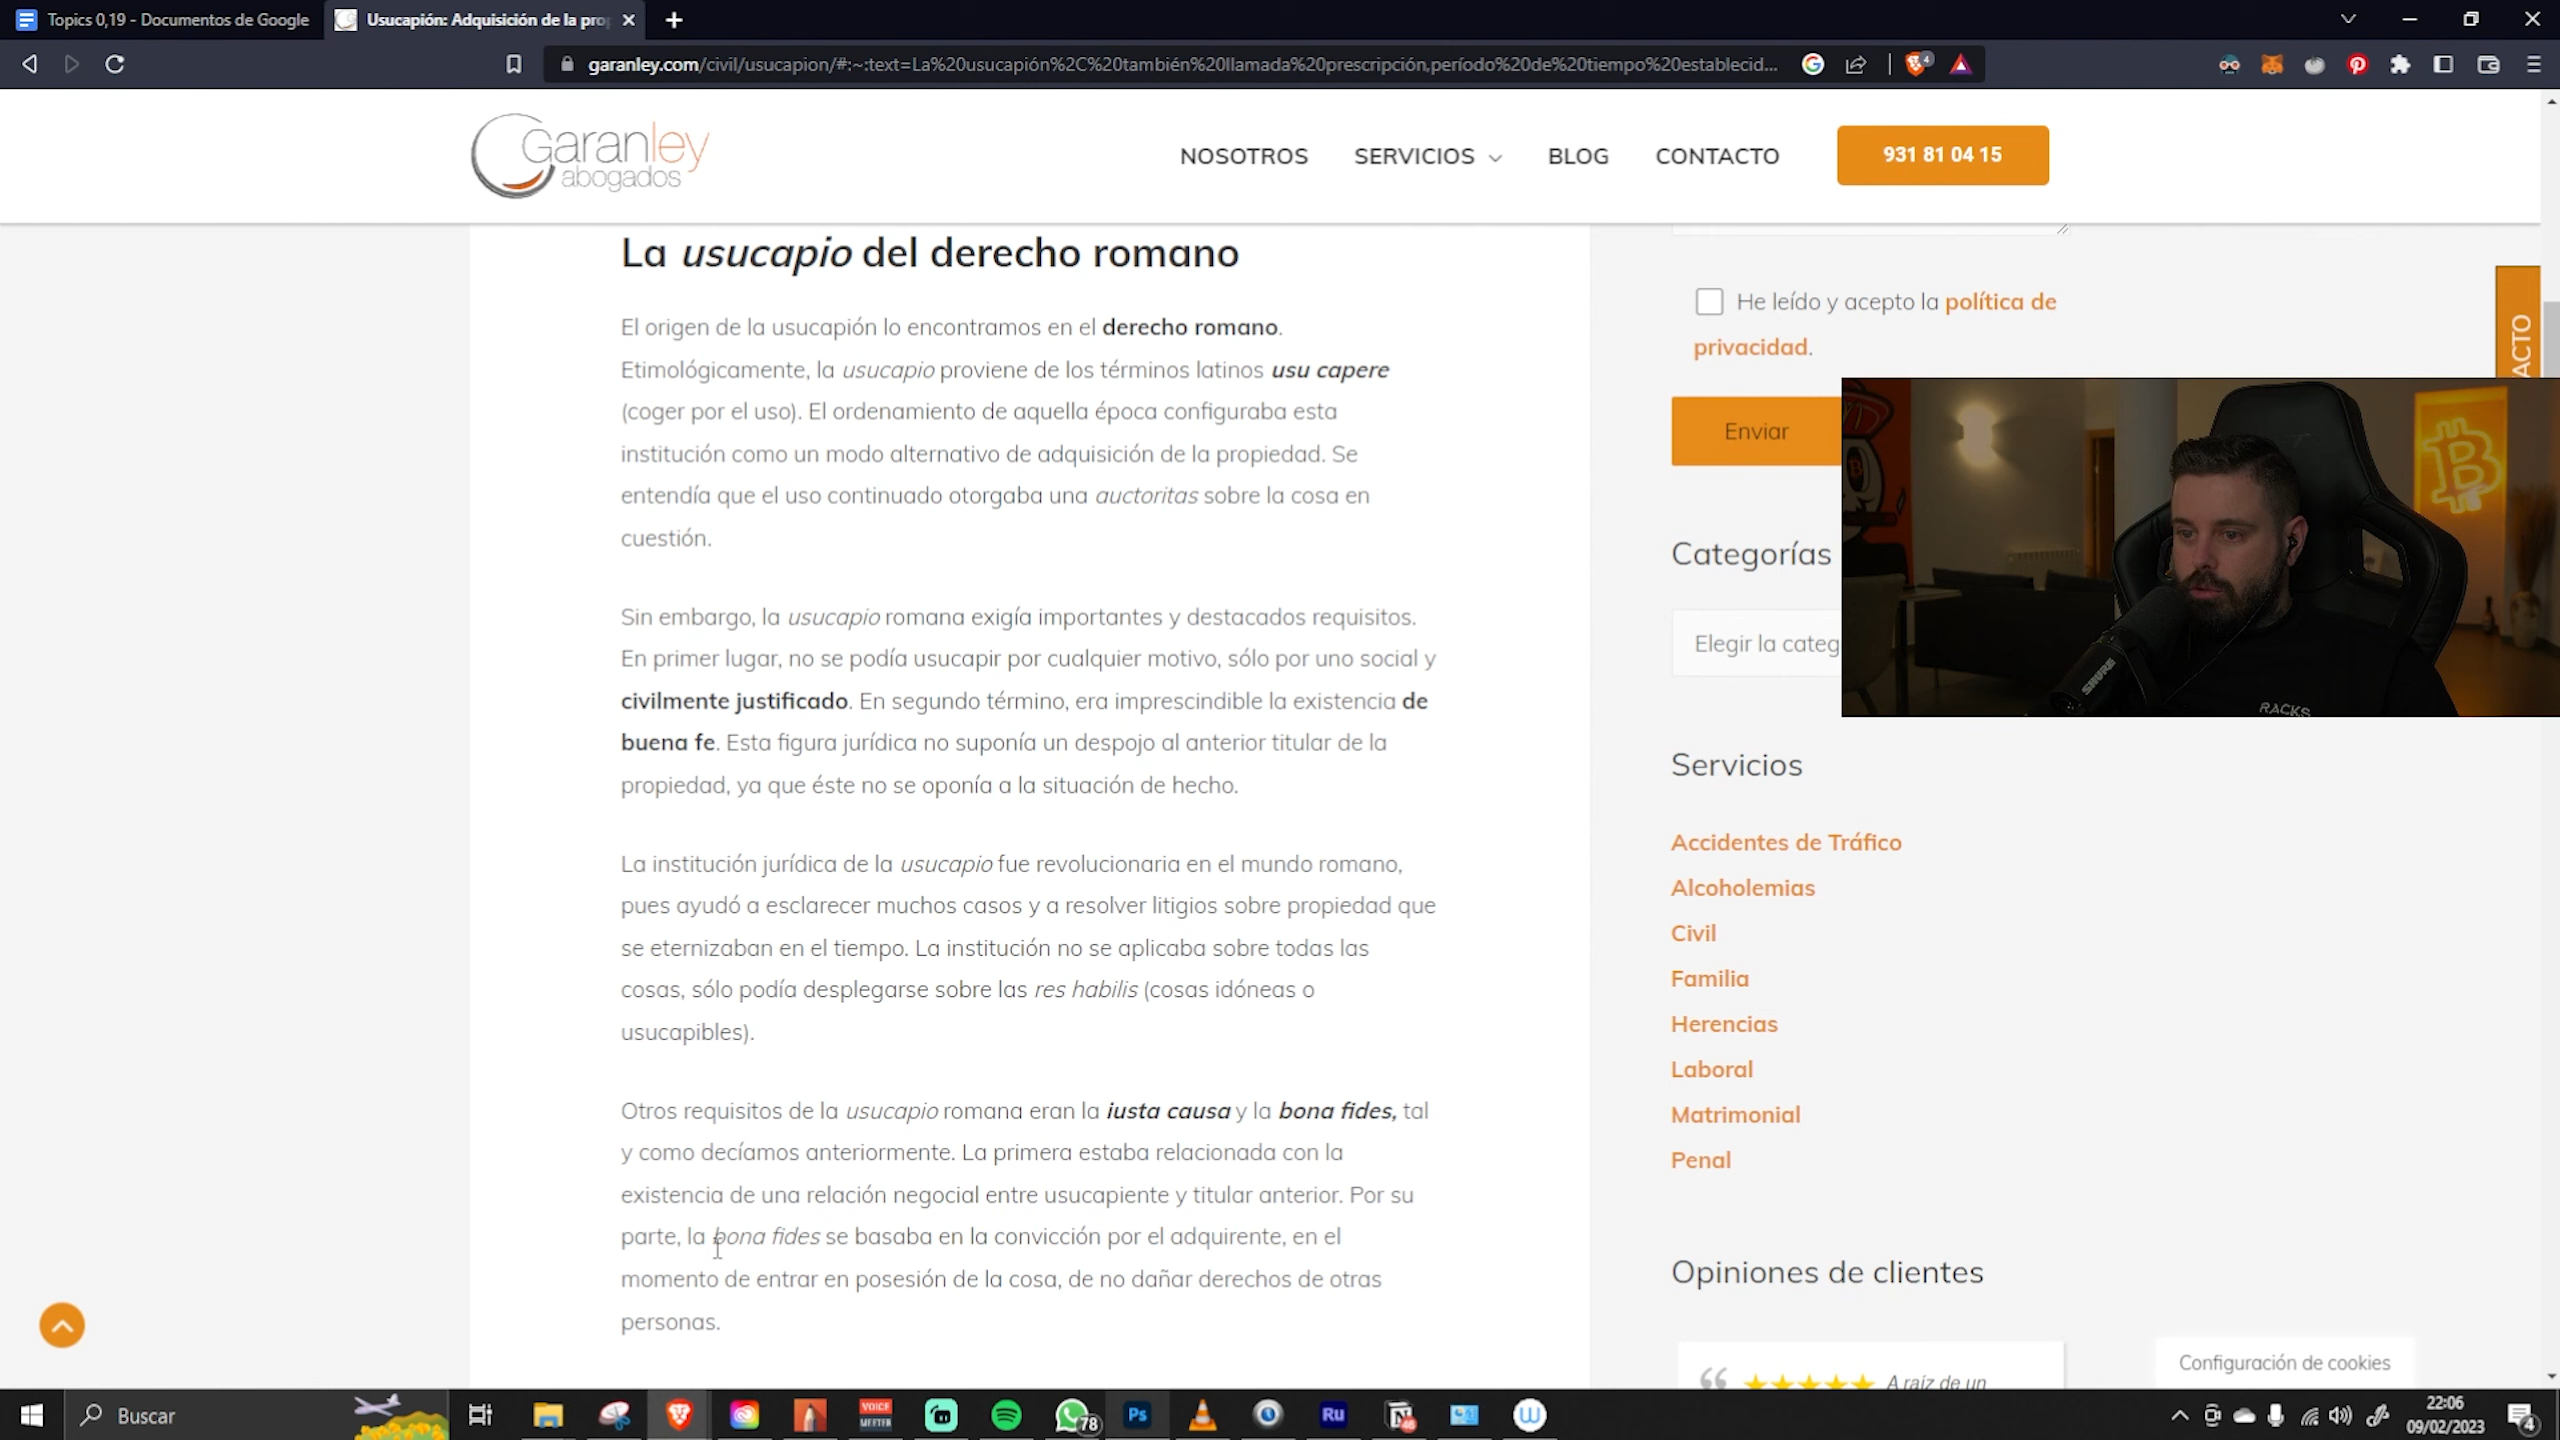 Topics 0,19 - Documentos de Google
Usucapión: Adquisición de la pro
garanley.com/civil/usucapion/#:~:text=La%20usucapión%2C%20también%20llamada%20prescripción,período%20de%20tiempo%20establecid...
4
Garanley
abogados
NOSOTROS
SERVICIOS
BLOG
CONTACTO
931 81 04 15
La usucapio del derecho romano
El origen de la usucapión lo encontramos en el derecho romano.
Etimológicamente, la usucapio proviene de los términos latinos usu capere
(coger por el uso). El ordenamiento de aquella época configuraba esta
institución como un modo alternativo de adquisición de la propiedad. Se
entendía que el uso continuado otorgaba una auctoritas sobre la cosa en
cuestión.
Sin embargo, la usucapio romana exigía importantes y destacados requisitos.
En primer lugar, no se podía usucapir por cualquier motivo, sólo por uno social y
civilmente justificado. En segundo término, era imprescindible la existencia de
buena fe. Esta figura jurídica no suponía un despojo al anterior titular de la
propiedad, ya que éste no se oponía a la situación de hecho.
La institución jurídica de la usucapio fue revolucionaria en el mundo romano,
pues ayudó a esclarecer muchos casos y a resolver litigios sobre propiedad que
se eternizaban en el tiempo. La institución no se aplicaba sobre todas las
cosas, sólo podía desplegarse sobre las res habilis (cosas idóneas o
usucapibles).
Otros requisitos de la usucapio romana eran la iusta causa y la bona fides, tal
y como decíamos anteriormente. La primera estaba relacionada con la
existencia de una relación negocial entre usucapiente y titular anterior. Por su
parte, la bona fides se basaba en la convicción por el adquirente, en el
momento de entrar en posesión de la cosa, de no dañar derechos de otras
personas.
He leído y acepto la política de
privacidad.
ACTO
Enviar
Categorías
Elegir la categ
SHURE
RACKS
Servicios
Accidentes de Tráfico
Alcoholemias
Civil
Familia
Herencias
Laboral
Matrimonial
Penal
Opiniones de clientes
A raíz de un
Configuración de cookies
Buscar
VOICE
MEETER
78
Ps
Ru
22:06
09/02/2023
4